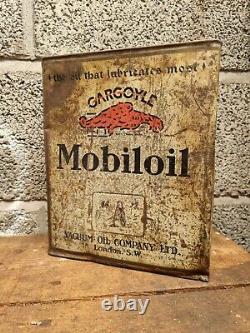 the oil that lubricates most
GARGOYLE
Mobiloil
"A"
VACUUM OIL COMPANY LTD.
London. S.W.